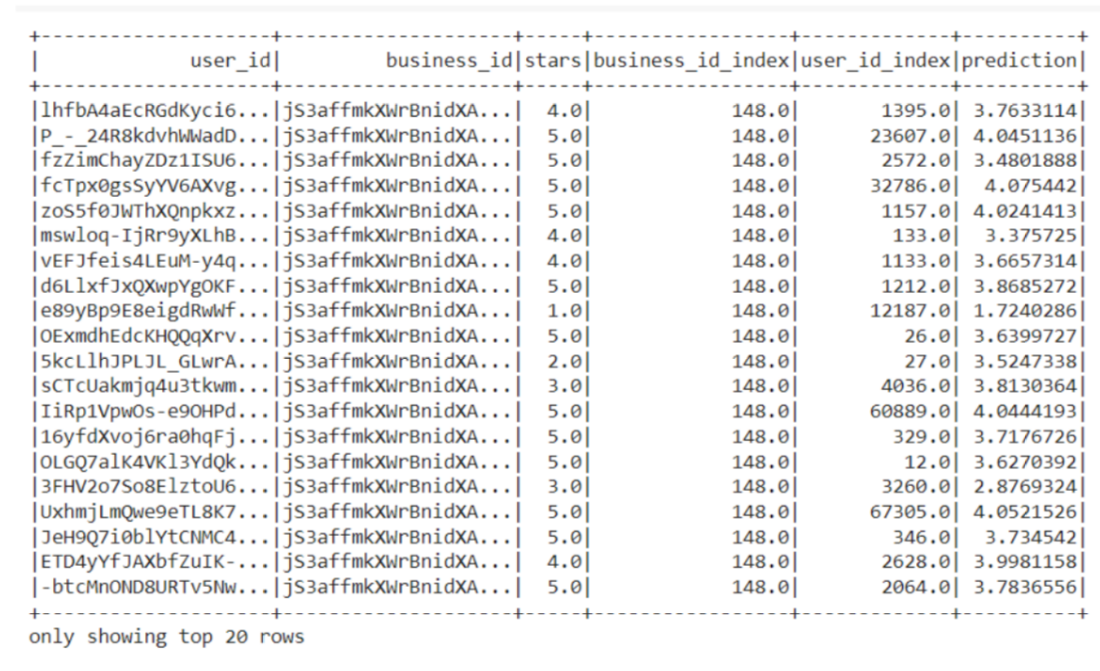 +--------------------+--------------------+-----+-----------------+-------------+----------+
|             user_id|         business_id|stars|business_id_index|user_id_index|prediction|
+--------------------+--------------------+-----+-----------------+-------------+----------+
|lhfbA4aEcRGdKyci6...|jS3affmkXWrBnidXA...|  4.0|            148.0|       1395.0| 3.7633114|
|P_-_24R8kdvhWWadD...|jS3affmkXWrBnidXA...|  5.0|            148.0|      23607.0| 4.0451136|
|fzZimChayZDz1ISU6...|jS3affmkXWrBnidXA...|  5.0|            148.0|       2572.0| 3.4801888|
|fcTpx0gsSyYV6AXvg...|jS3affmkXWrBnidXA...|  5.0|            148.0|      32786.0|  4.075442|
|zoS5f0JWThXQnpkxz...|jS3affmkXWrBnidXA...|  5.0|            148.0|       1157.0| 4.0241413|
|mswloq-IjRr9yXLhB...|jS3affmkXWrBnidXA...|  4.0|            148.0|        133.0|  3.375725|
|vEFJfeis4LEuM-y4q...|jS3affmkXWrBnidXA...|  4.0|            148.0|       1133.0| 3.6657314|
|d6LlxfJxQXwpYgOKF...|jS3affmkXWrBnidXA...|  5.0|            148.0|       1212.0| 3.8685272|
|e89yBp9E8eigdRwWf...|jS3affmkXWrBnidXA...|  1.0|            148.0|      12187.0| 1.7240286|
|OExmdhEdcKHQQqXrv...|jS3affmkXWrBnidXA...|  5.0|            148.0|         26.0| 3.6399727|
|5kcLlhJPLJL_GLwrA...|jS3affmkXWrBnidXA...|  2.0|            148.0|         27.0| 3.5247338|
|sCTcUakmjq4u3tkwm...|jS3affmkXWrBnidXA...|  3.0|            148.0|       4036.0| 3.8130364|
|IiRp1VpwOs-e9OHPd...|jS3affmkXWrBnidXA...|  5.0|            148.0|      60889.0| 4.0444193|
|16yfdXvoj6ra0hqFj...|jS3affmkXWrBnidXA...|  5.0|            148.0|        329.0| 3.7176726|
|OLGQ7alK4VKl3YdQk...|jS3affmkXWrBnidXA...|  5.0|            148.0|         12.0| 3.6270392|
|3FHV2o7So8ElztoU6...|jS3affmkXWrBnidXA...|  3.0|            148.0|       3260.0| 2.8769324|
|UxhmjLmQwe9eTL8K7...|jS3affmkXWrBnidXA...|  5.0|            148.0|      67305.0| 4.0521526|
|JeH9Q7i0blYtCNMC4...|jS3affmkXWrBnidXA...|  5.0|            148.0|        346.0|  3.734542|
|ETD4yYfJAXbfZuIK-...|jS3affmkXWrBnidXA...|  4.0|            148.0|       2628.0| 3.9981158|
|-btcMnOND8URTv5Nw...|jS3affmkXWrBnidXA...|  5.0|            148.0|       2064.0| 3.7836556|
+--------------------+--------------------+-----+-----------------+-------------+----------+
only showing top 20 rows